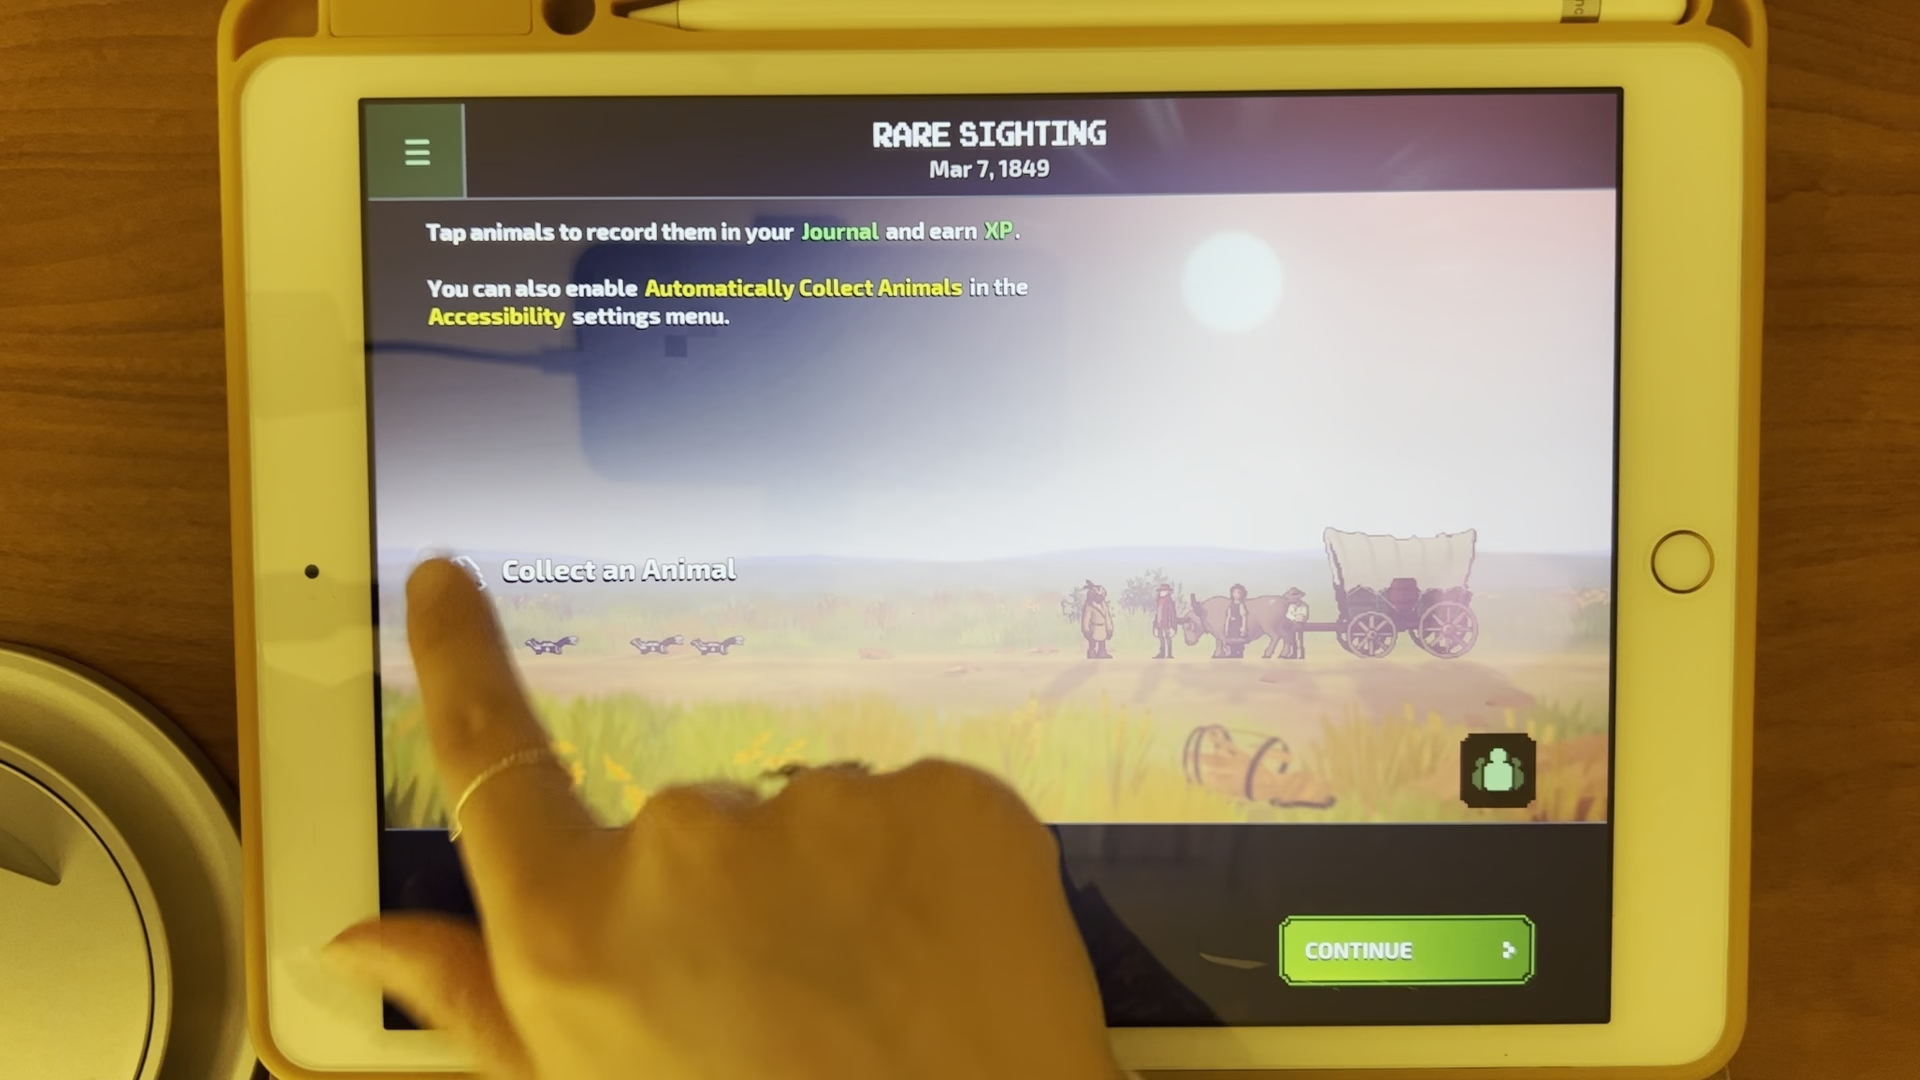 RARE SIGHTING
Mar 7, 1849
Tap animals to record them in your Journal and earn XP.
You can also enable Automatically Collect Animals in the
Accessibility settings menu.
Collect an Animal
CONTINUE